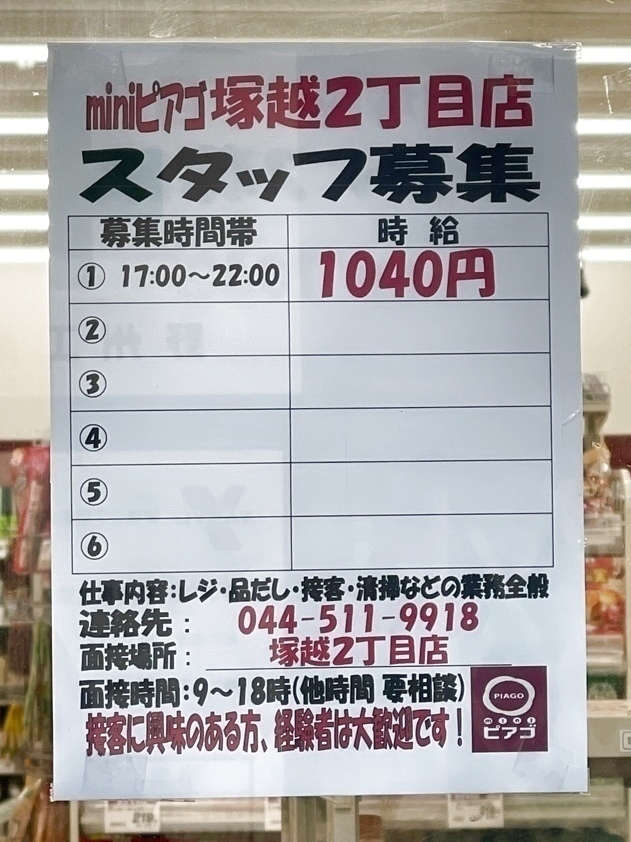 miniピアゴ塚越2丁目店
スタッフ募集
募集時間帯 時給
① 17:00～22:00 1040円
②
③
④
⑤
⑥
仕事内容:レジ・品だし・接客・清掃などの業務全般
連絡先： 044-511-9918
面接場所： 塚越2丁目店
面接時間:9～18時(他時間 要相談)
接客に興味のある方、経験者は大歓迎です！
PIAGO
mini
ピアゴ